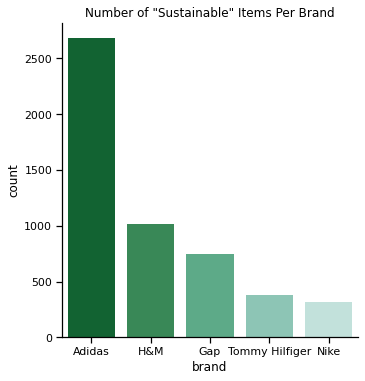 Number of "Sustainable" Items Per Brand
count
2500
2000
1500
1000
500
0
Adidas H&M Gap Tommy Hilfiger Nike
brand